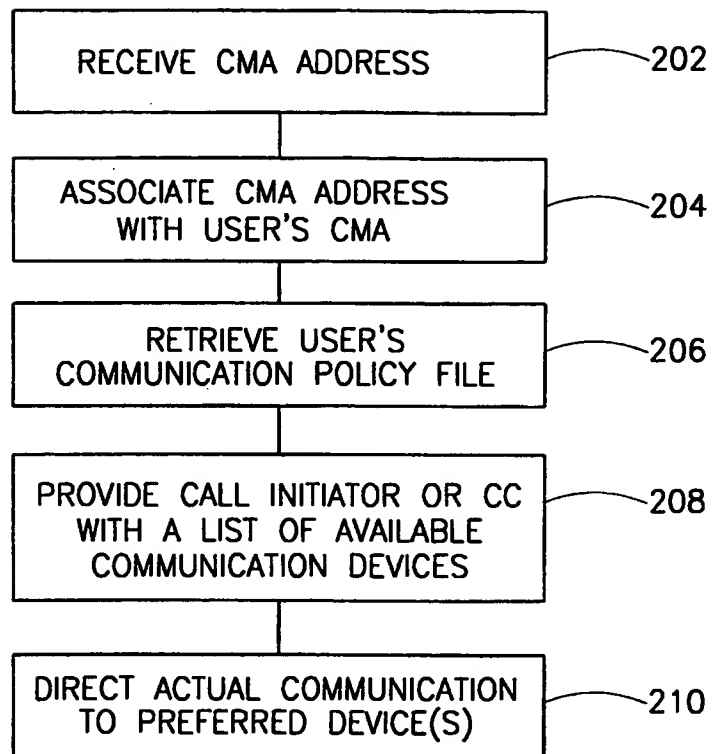 RECEIVE CMA ADDRESS
202
ASSOCIATE CMA ADDRESS
WITH USER'S CMA
204
RETRIEVE USER'S
COMMUNICATION POLICY FILE
206
PROVIDE CALL INITIATOR OR CC
WITH A LIST OF AVAILABLE
COMMUNICATION DEVICES
208
DIRECT ACTUAL COMMUNICATION
TO PREFERRED DEVICE(S)
210